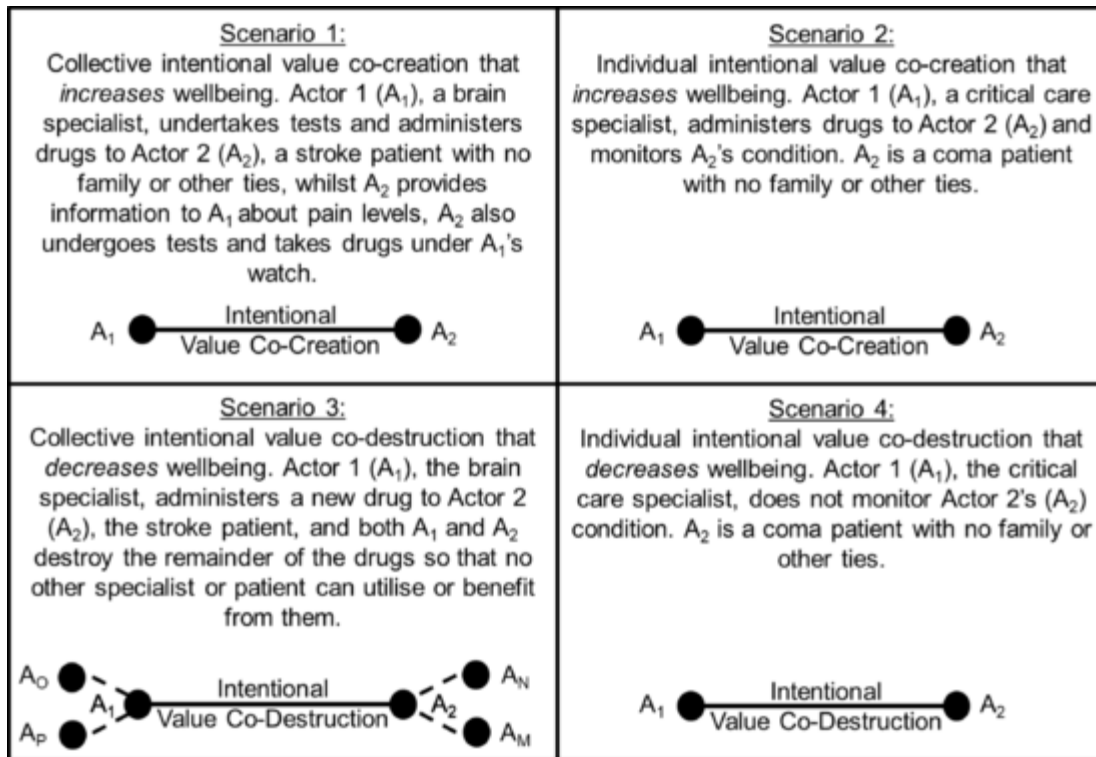 Scenario 1:
Collective intentional value co-creation that
increases wellbeing. Actor 1 (A1), a brain
specialist, undertakes tests and administers
drugs to Actor 2 (A2), a stroke patient with no
family or other ties, whilst A2 provides
information to A1 about pain levels, A2 also
undergoes tests and takes drugs under A1's
watch.
A1
Intentional
Value Co-Creation
A2
Scenario 2:
Individual intentional value co-creation that
increases wellbeing. Actor 1 (A1), a critical care
specialist, administers drugs to Actor 2 (A2) and
monitors A2's condition. A2 is a coma patient
with no family or other ties.
A1
Intentional
Value Co-Creation
A2
Scenario 3:
Collective intentional value co-destruction that
decreases wellbeing. Actor 1 (A1), the brain
specialist, administers a new drug to Actor 2
(A2), the stroke patient, and both A1 and A2
destroy the remainder of the drugs so that no
other specialist or patient can utilise or benefit
from them.
AO
AP
A1
Intentional
Value Co-Destruction
A2
AN
AM
Scenario 4:
Individual intentional value co-destruction that
decreases wellbeing. Actor 1 (A1), the critical
care specialist, does not monitor Actor 2's (A2)
condition. A2 is a coma patient with no family or
other ties.
A1
Intentional
Value Co-Destruction
A2